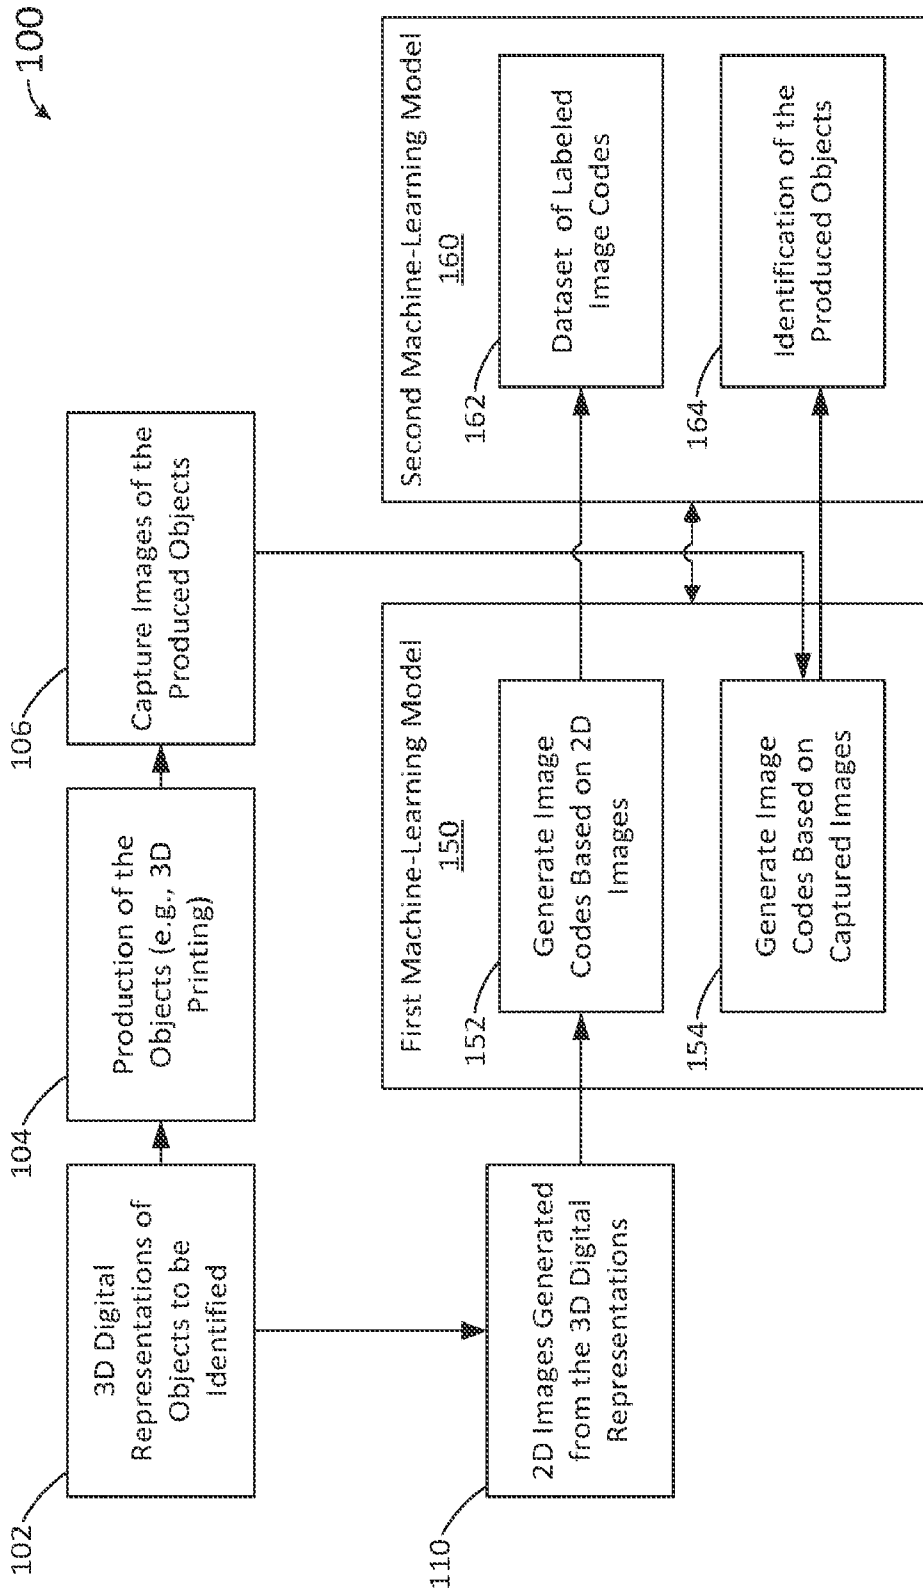 100
102
3D Digital
Representations of
Objects to be
Identified
104
Production of the
Objects (e.g., 3D
Printing)
106
Capture Images of the
Produced Objects
110
2D Images Generated
from the 3D Digital
Representations
First Machine-Learning Model
150
152
Generate Image
Codes Based on 2D
Images
154
Generate Image
Codes Based on
Captured Images
Second Machine-Learning Model
160
162
Dataset of Labeled
Image Codes
164
Identification of the
Produced Objects